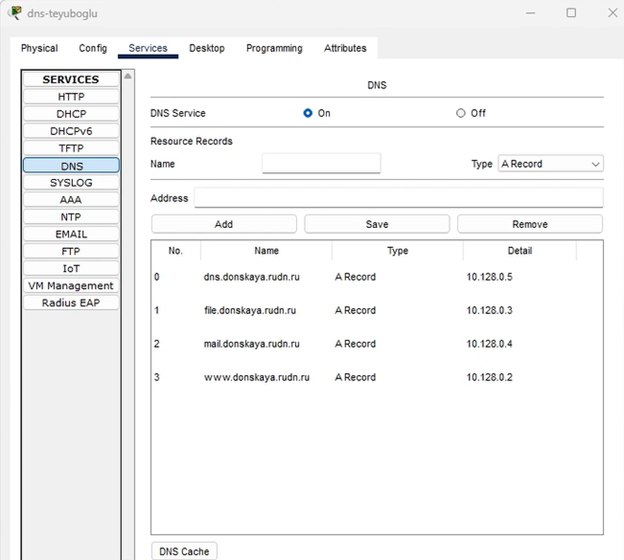 dns-teyuboglu
Physical Config Services Desktop Programming Attributes
SERVICES
HTTP
DHCP
DHCPv6
TFTP
DNS
SYSLOG
AAA
NTP
EMAIL
FTP
IoT
VM Management
Radius EAP
DNS
DNS Service On Off
Resource Records
Name Type A Record
Address
Add Save Remove
No. Name Type Detail
0 dns.donskaya.rudn.ru A Record 10.128.0.5
1 file.donskaya.rudn.ru A Record 10.128.0.3
2 mail.donskaya.rudn.ru A Record 10.128.0.4
3 www.donskaya.rudn.ru A Record 10.128.0.2
DNS Cache